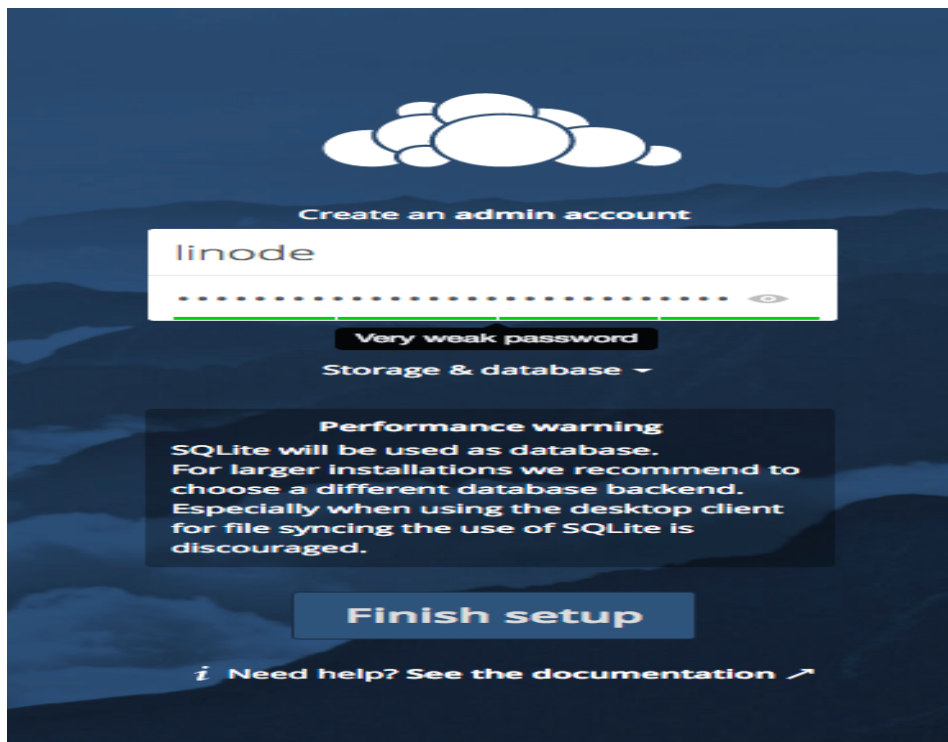 Create an admin account
linode
Very weak password
Storage & database
Performance warning
SQLite will be used as database.
For larger installations we recommend to
choose a different database backend.
Especially when using the desktop client
for file syncing the use of SQLite is
discouraged.
Finish setup
i Need help? See the documentation ↗